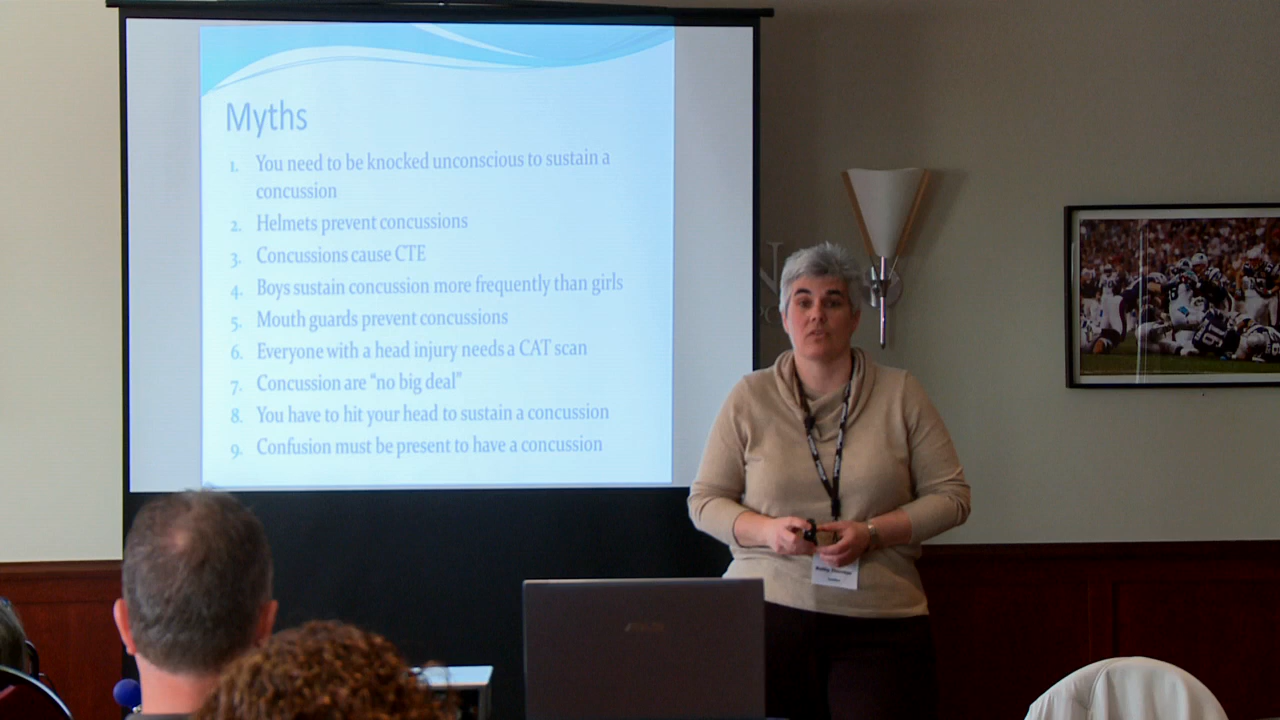 Myths
1. You need to be knocked unconscious to sustain a
concussion
2. Helmets prevent concussions
3. Concussions cause CTE
4. Boys sustain concussion more frequently than girls
5. Mouth guards prevent concussions
6. Everyone with a head injury needs a CAT scan
7. Concussion are “no big deal”
8. You have to hit your head to sustain a concussion
9. Confusion must be present to have a concussion